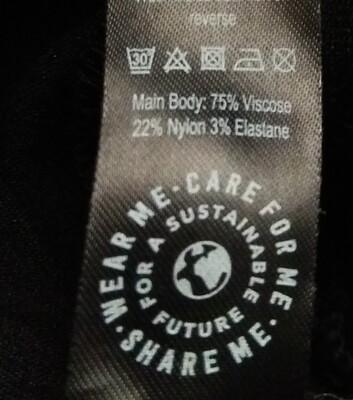 reverse
30
Main Body: 75% Viscose
22% Nylon 3% Elastane
WEAR ME · CARE FOR ME · SHARE ME ·
FOR A SUSTAINABLE FUTURE